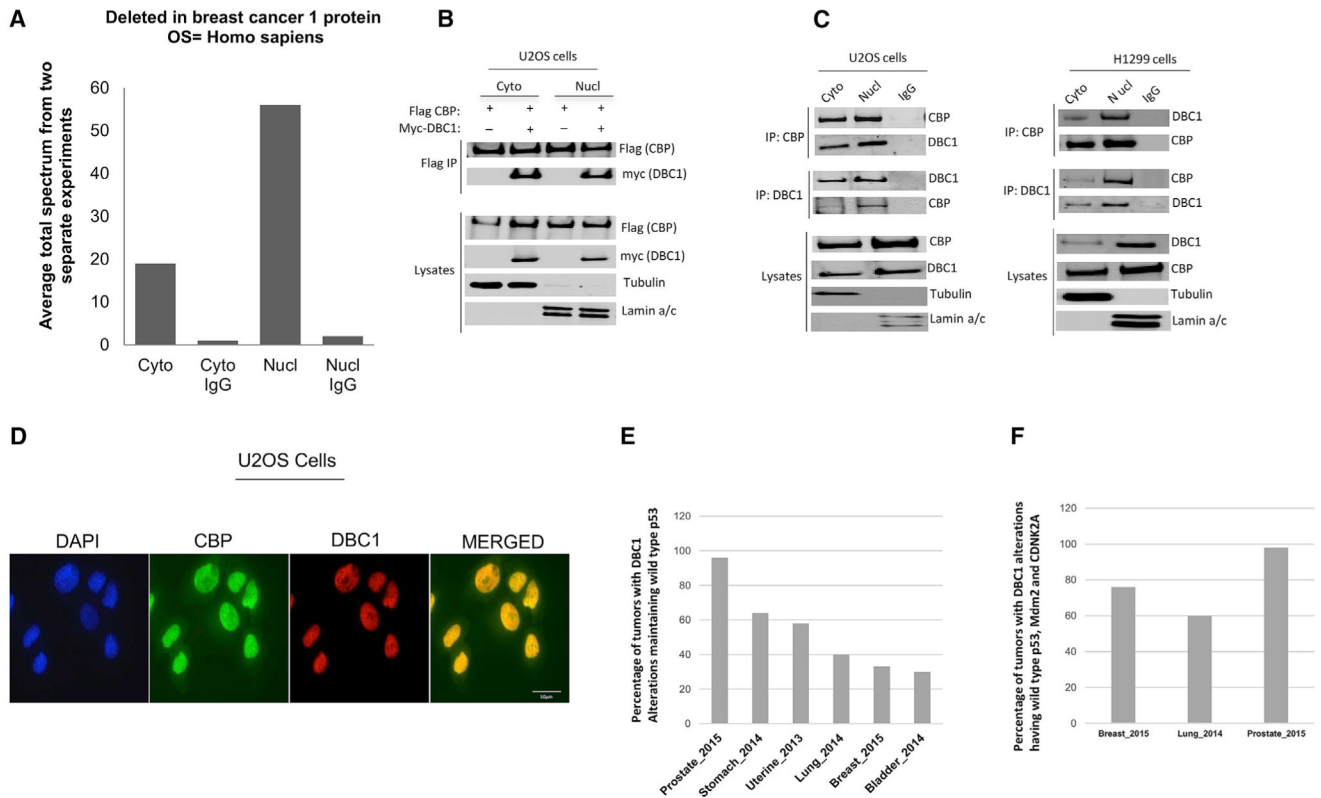 A
Deleted in breast cancer 1 protein
OS= Homo sapiens
Average total spectrum from two
separate experiments
60
50
40
30
20
10
0
Cyto
Cyto
IgG
Nucl
Nucl
IgG
B
U2OS cells
Cyto
Nucl
Flag CBP: + + + +
Myc-DBC1: – + – +
Flag IP
Flag (CBP)
myc (DBC1)
Lysates
Flag (CBP)
myc (DBC1)
Tubulin
Lamin a/c
C
U2OS cells
Cyto
Nucl
IgG
IP: CBP
CBP
DBC1
IP: DBC1
DBC1
CBP
Lysates
CBP
DBC1
Tubulin
Lamin a/c
H1299 cells
Cyto
Nucl
IgG
IP: CBP
DBC1
CBP
IP: DBC1
CBP
DBC1
Lysates
DBC1
CBP
Tubulin
Lamin a/c
D
U2OS Cells
DAPI
CBP
DBC1
MERGED
50µm
E
Percentage of tumors with DBC1
Alterations maintaining wild type p53
120
100
80
60
40
20
0
Prostate_2015
Stomach_2014
Uterine_2013
Lung_2014
Breast_2015
Bladder_2014
F
Percentage of tumors with DBC1 alterations
having wild type p53, Mdm2 and CDNK2A
120
100
80
60
40
20
0
Breast_2015
Lung_2014
Prostate_2015